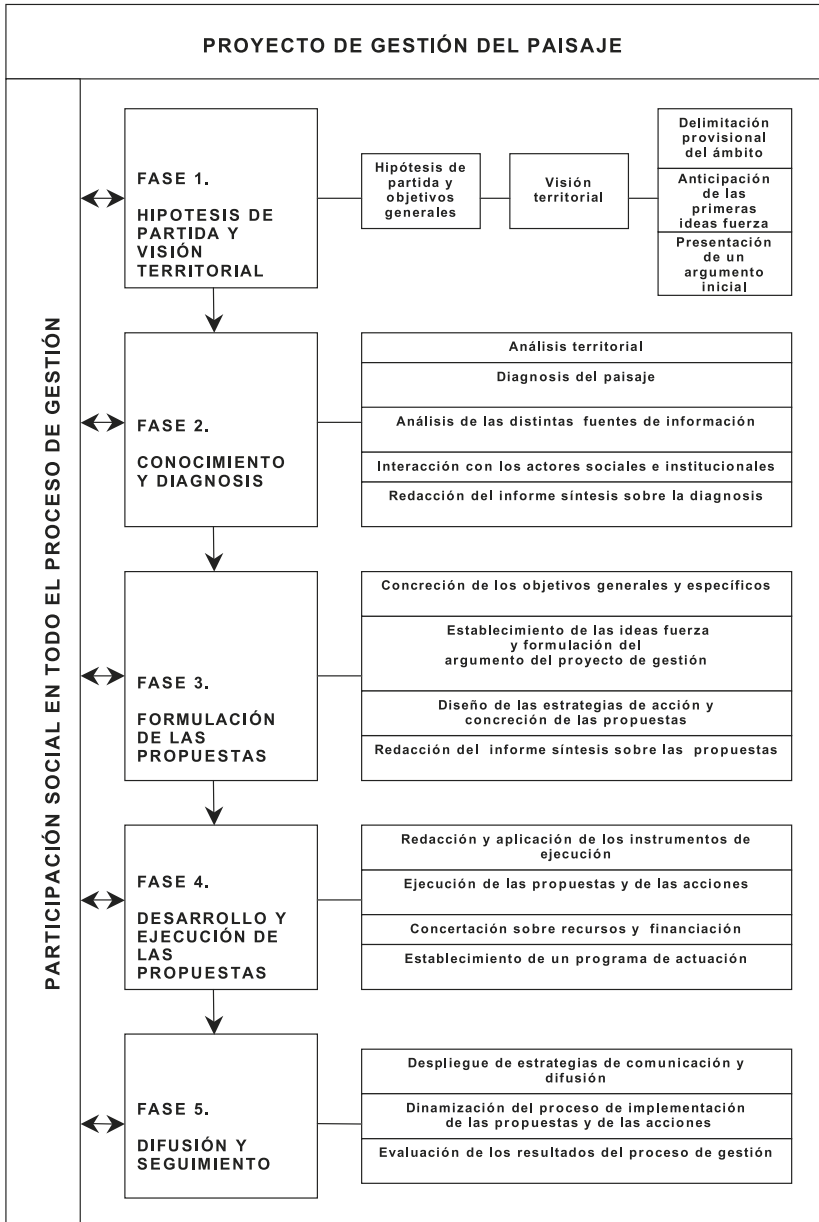 PROYECTO DE GESTIÓN DEL PAISAJE
PARTICIPACIÓN SOCIAL EN TODO EL PROCESO DE GESTIÓN
FASE 1.
HIPOTESIS DE
PARTIDA Y
VISIÓN
TERRITORIAL
Hipótesis de
partida y
objetivos
generales
Visión
territorial
Delimitación
provisional
del ámbito
Anticipación
de las
primeras
ideas fuerza
Presentación
de un
argumento
inicial
FASE 2.
CONOCIMIENTO
Y DIAGNOSIS
Análisis territorial
Diagnosis del paisaje
Análisis de las distintas fuentes de información
Interacción con los actores sociales e institucionales
Redacción del informe síntesis sobre la diagnosis
FASE 3.
FORMULACIÓN
DE LAS
PROPUESTAS
Concreción de los objetivos generales y específicos
Establecimiento de las ideas fuerza
y formulación del
argumento del proyecto de gestión
Diseño de las estrategias de acción y
concreción de las propuestas
Redacción del informe síntesis sobre las propuestas
FASE 4.
DESARROLLO Y
EJECUCIÓN DE
LAS
PROPUESTAS
Redacción y aplicación de los instrumentos de
ejecución
Ejecución de las propuestas y de las acciones
Concertación sobre recursos y financiación
Establecimiento de un programa de actuación
FASE 5.
DIFUSIÓN Y
SEGUIMIENTO
Despliegue de estrategias de comunicación y
difusión
Dinamización del proceso de implementación
de las propuestas y de las acciones
Evaluación de los resultados del proceso de gestión